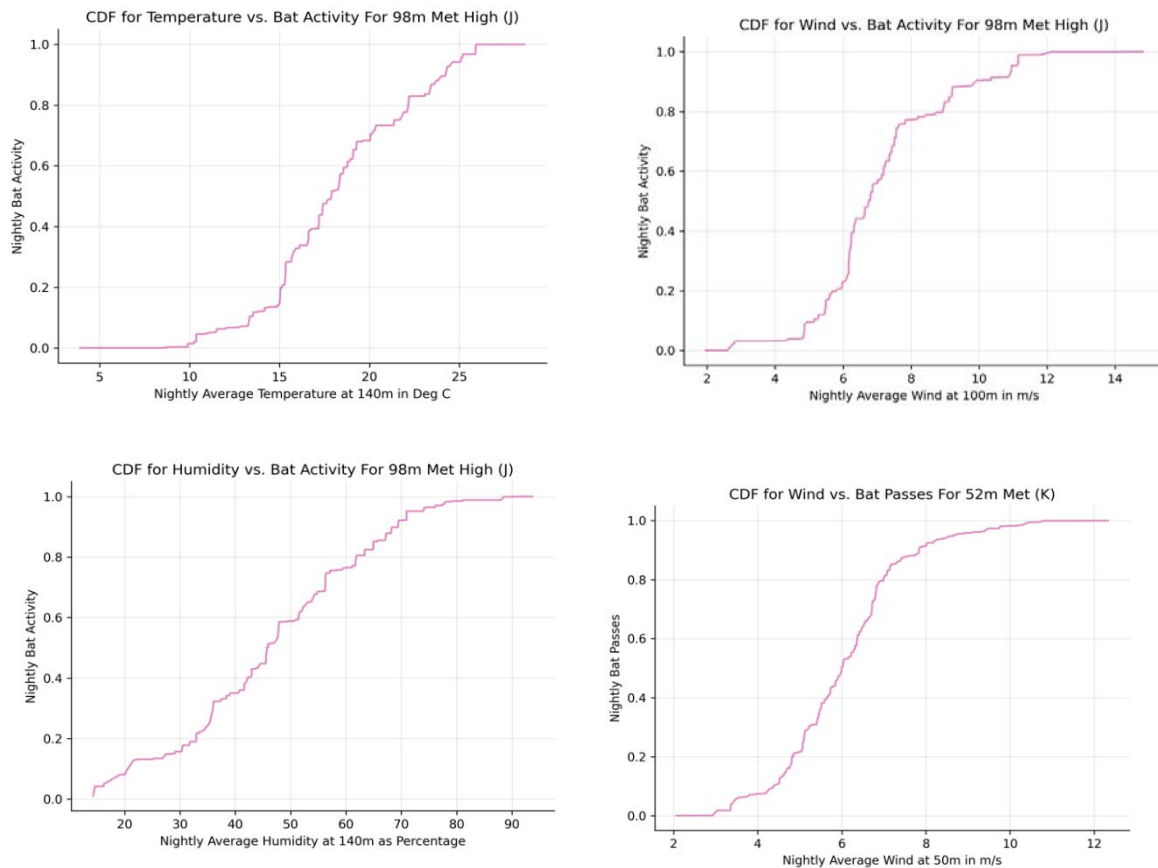 CDF for Temperature vs. Bat Activity For 98m Met High (J)
1.0
0.8
0.6
0.4
0.2
0.0
Nightly Bat Activity
5 10 15 20 25
Nightly Average Temperature at 140m in Deg C
CDF for Wind vs. Bat Activity For 98m Met High (J)
1.0
0.8
0.6
0.4
0.2
0.0
Nightly Bat Activity
2 4 6 8 10 12 14
Nightly Average Wind at 100m in m/s
CDF for Humidity vs. Bat Activity For 98m Met High (J)
1.0
0.8
0.6
0.4
0.2
0.0
Nightly Bat Activity
20 30 40 50 60 70 80 90
Nightly Average Humidity at 140m as Percentage
CDF for Wind vs. Bat Passes For 52m Met (K)
1.0
0.8
0.6
0.4
0.2
0.0
Nightly Bat Passes
2 4 6 8 10 12
Nightly Average Wind at 50m in m/s